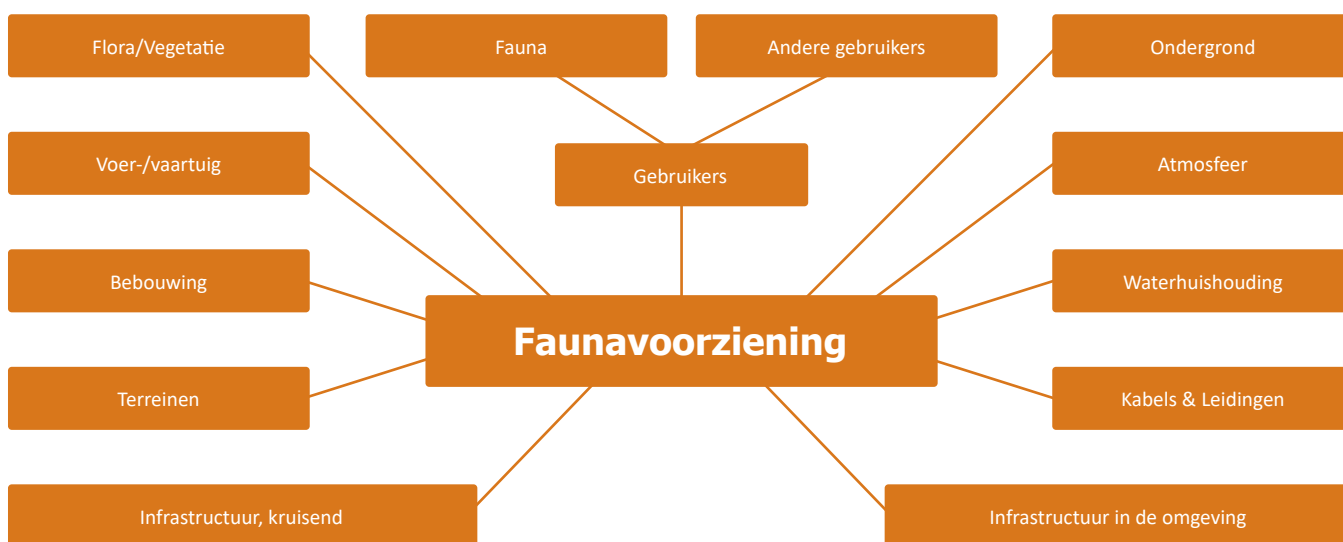 Flora/Vegetatie
Fauna
Andere gebruikers
Ondergrond
Voer-/vaartuig
Gebruikers
Atmosfeer
Bebouwing
Waterhuishouding
Faunavoorziening
Terreinen
Kabels & Leidingen
Infrastructuur, kruisend
Infrastructuur in de omgeving